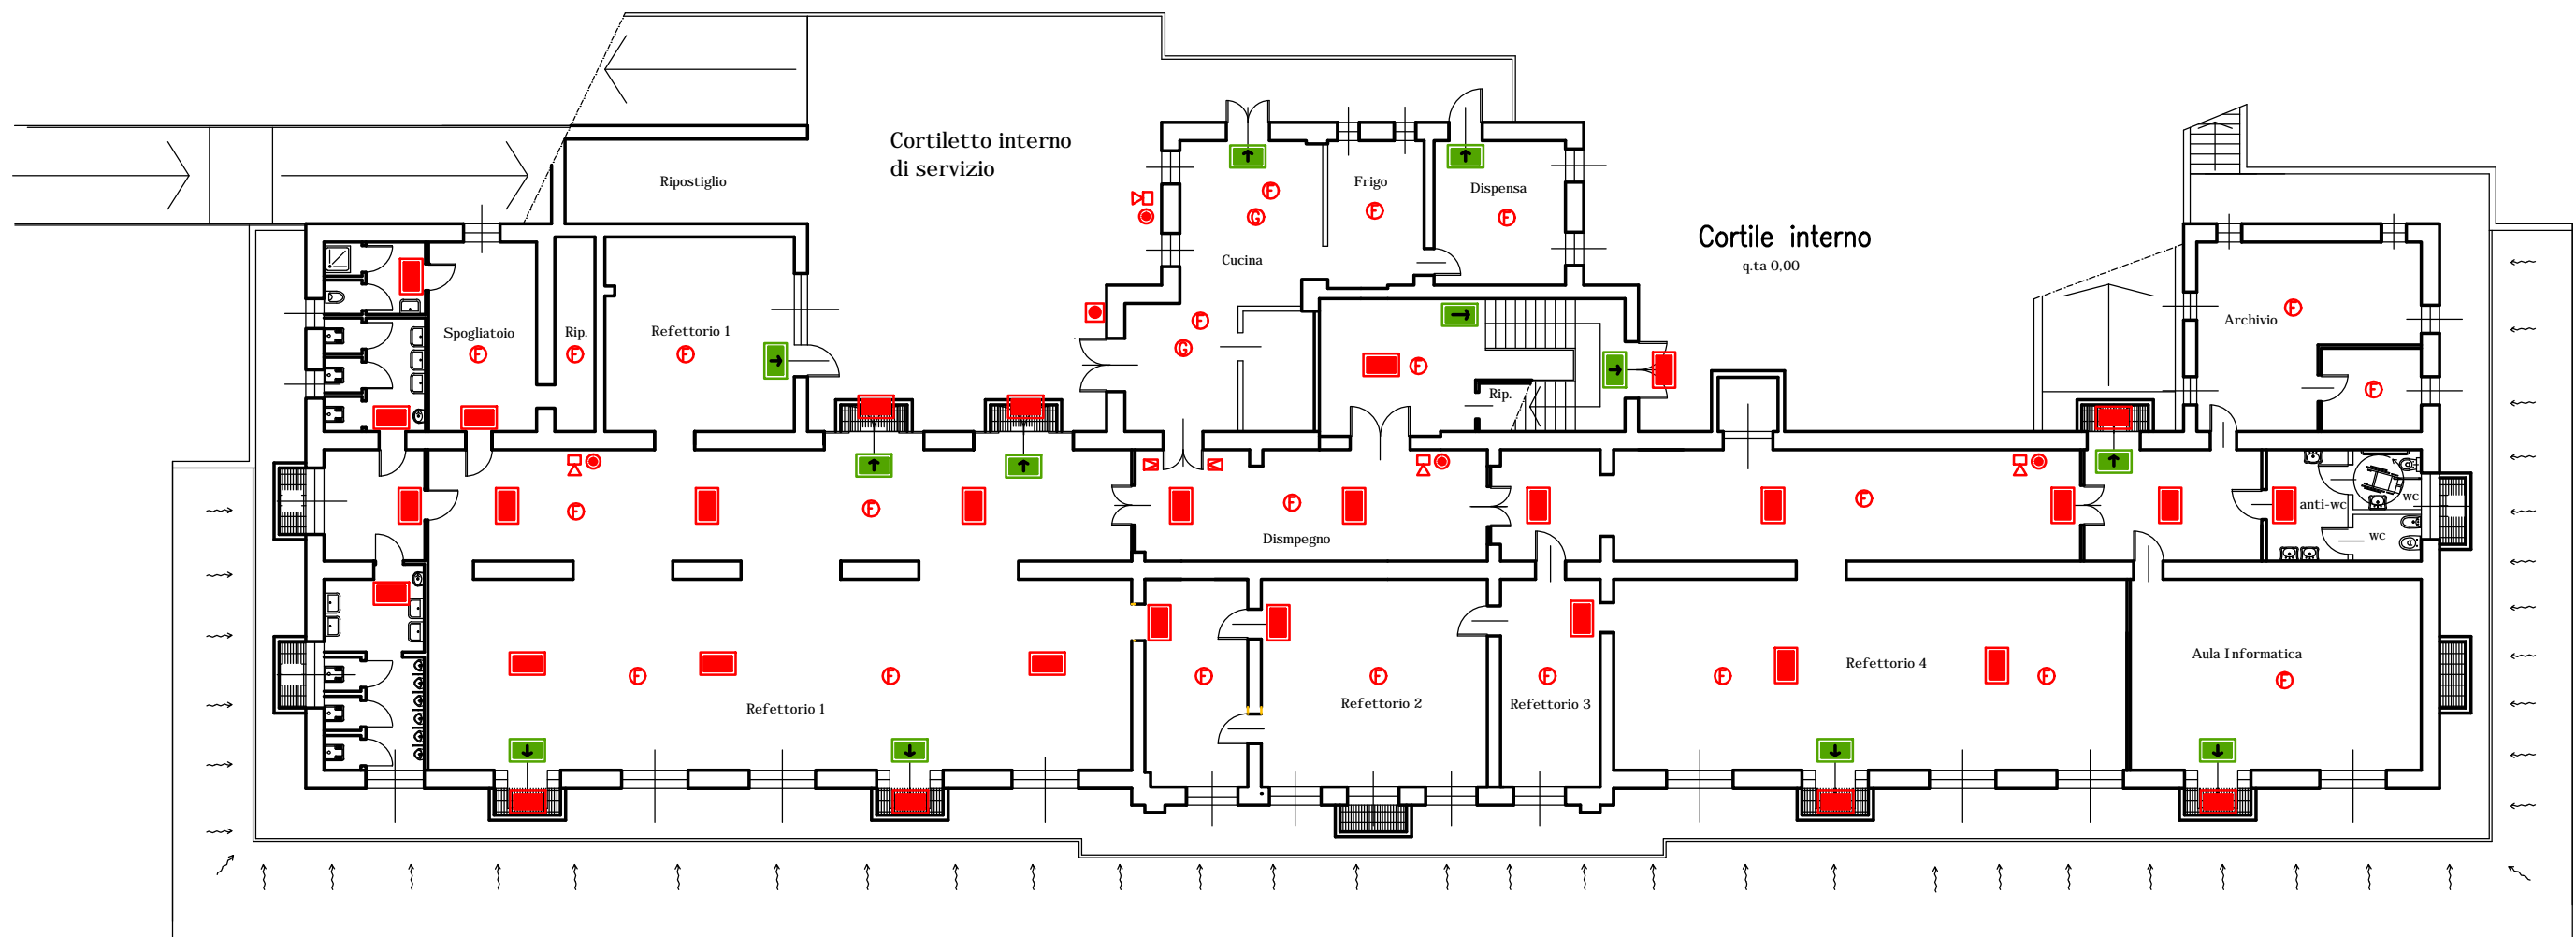 Cortiletto interno
di servizio
Ripostiglio
F
Frigo
F
Dispensa
F
G
Cortile interno
q.ta 0,00
Cucina
F
G
Spogliatoio
F
Rip.
F
Refettorio 1
F
F
Rip.
Archivio
F
F
F
F
F
Dismpegno
F
anti-wc
wc
wc
F
F
Refettorio 1
F
F
Refettorio 2
F
Refettorio 3
F
Refettorio 4
F
Aula Informatica
F